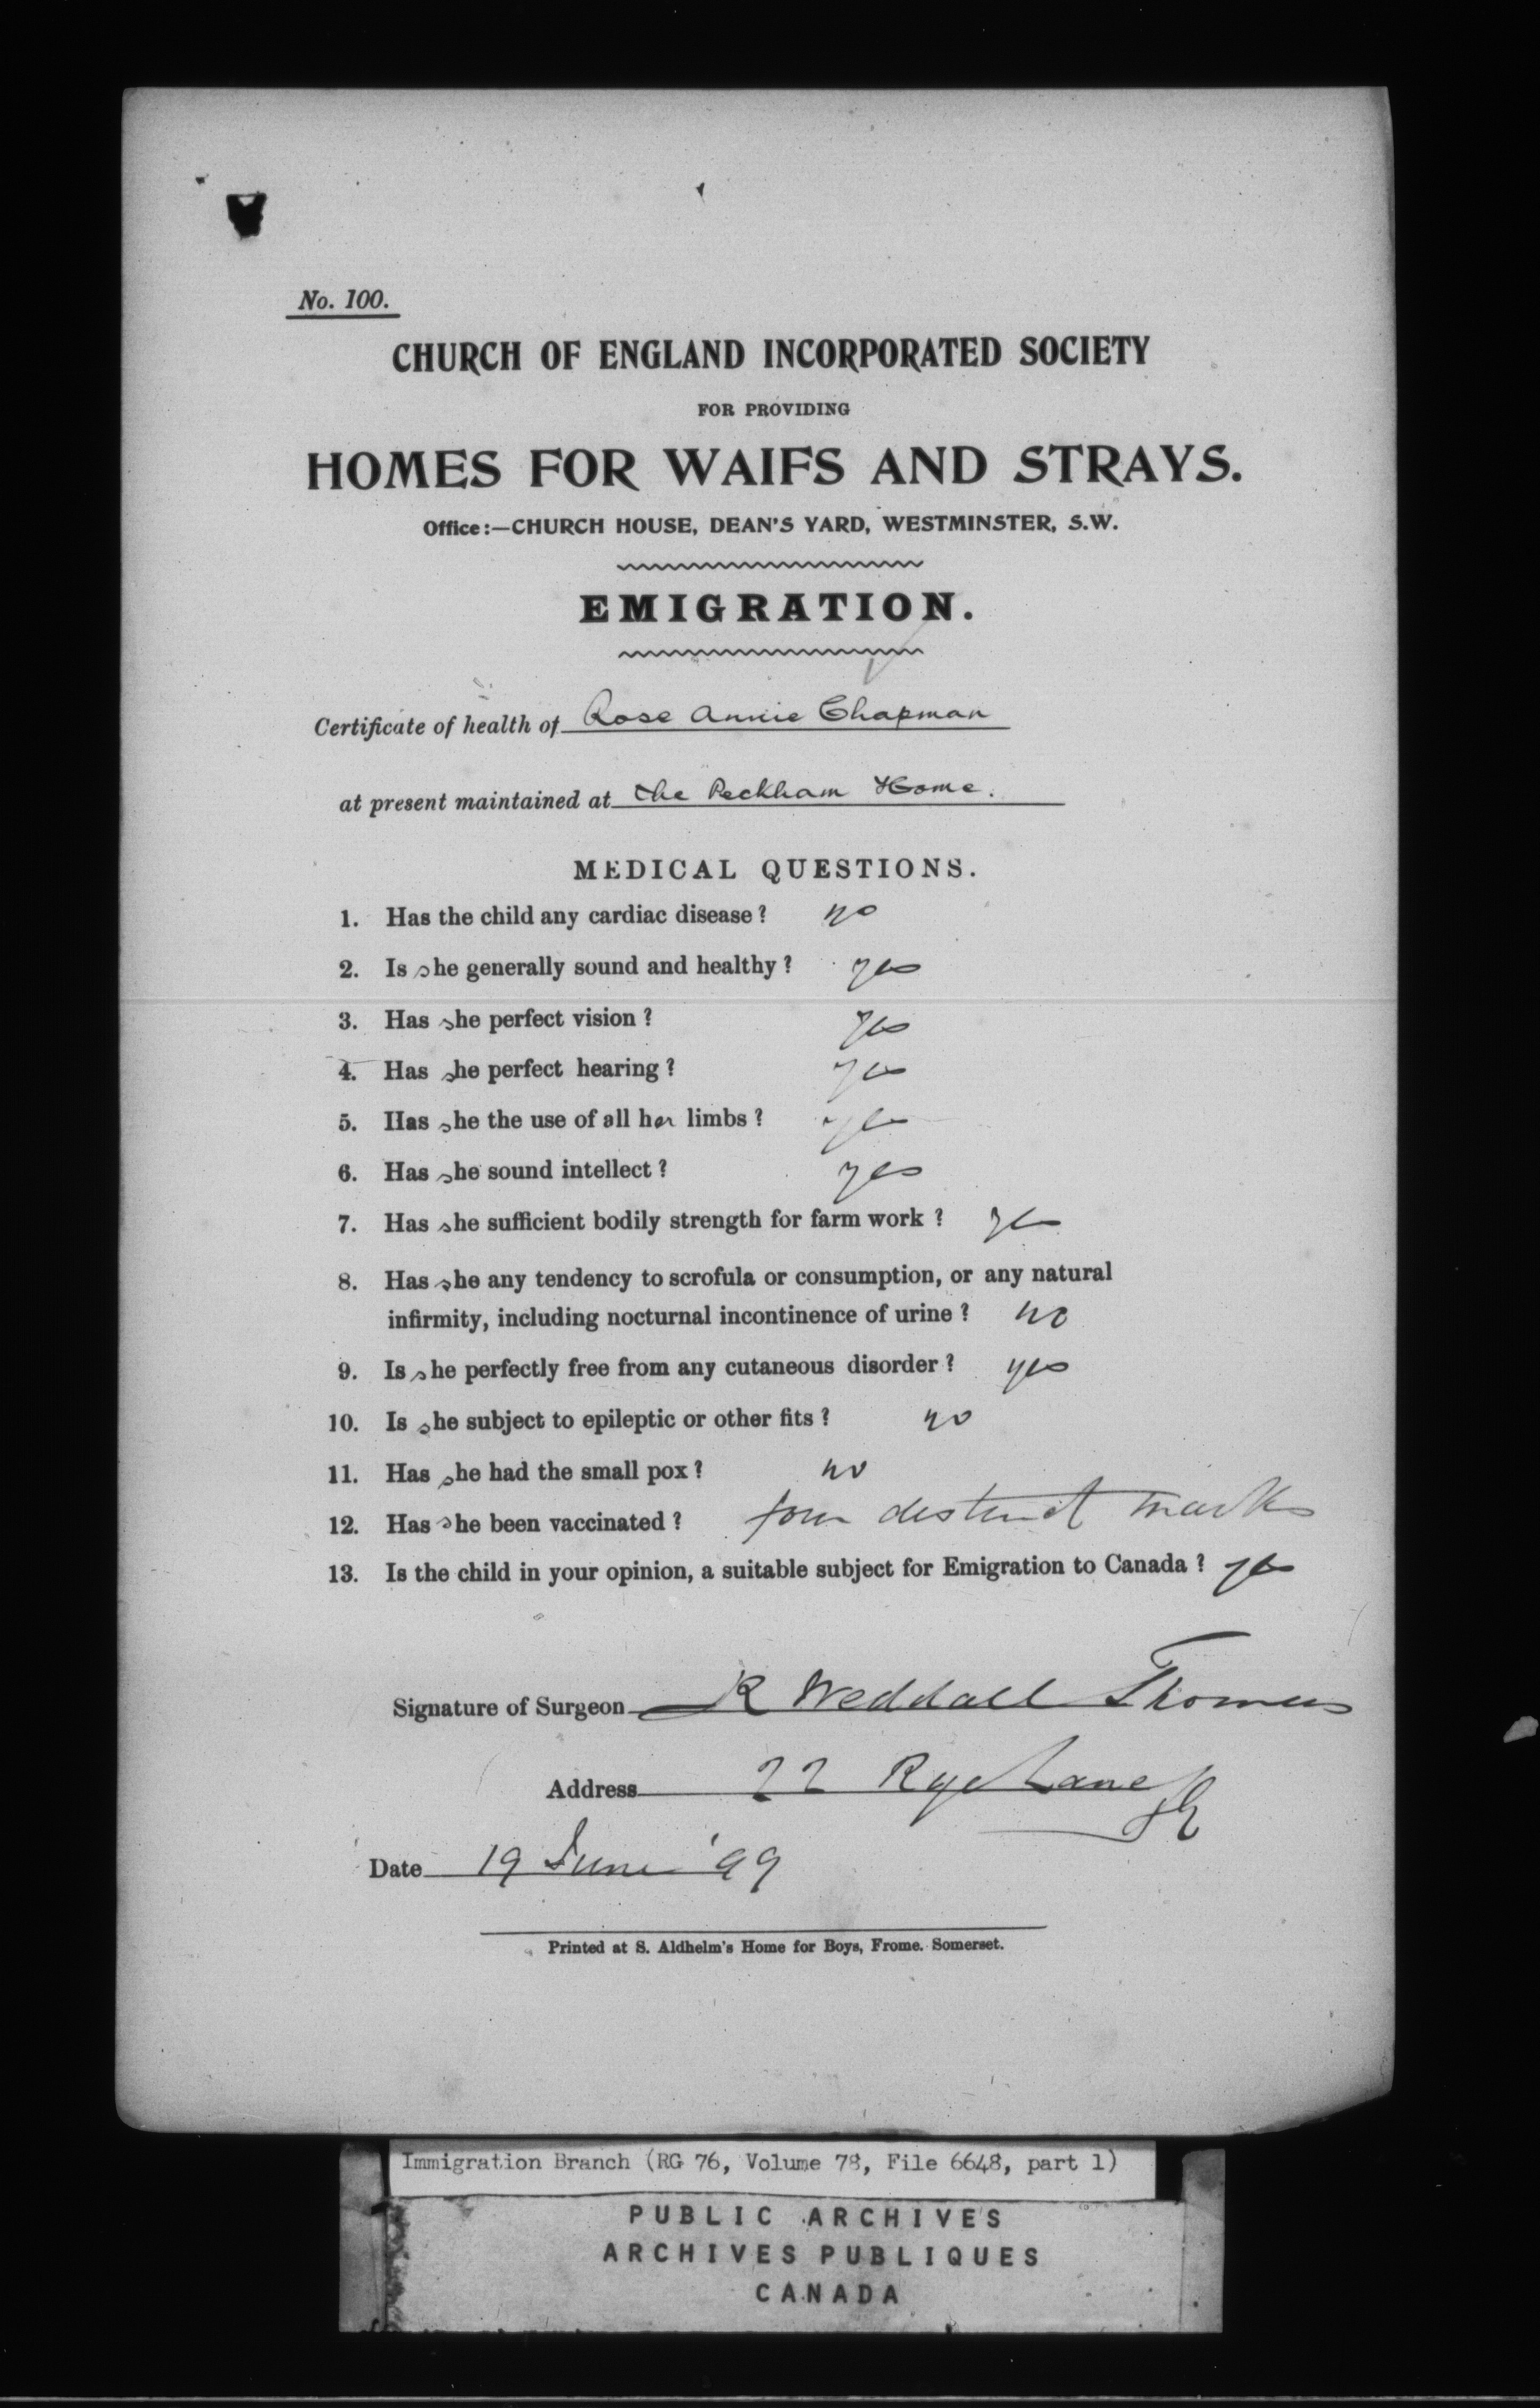 No. 100.
CHURCH OF ENGLAND INCORPORATED SOCIETY
FOR PROVIDING
HOMES FOR WAIFS AND STRAYS.
Office:—CHURCH HOUSE, DEAN'S YARD, WESTMINSTER, S.W.
EMIGRATION.
Certificate of health of Rose Annie Chapman
at present maintained at the Peckham Home.
MEDICAL QUESTIONS.
1. Has the child any cardiac disease? no
2. Is she generally sound and healthy? yes
3. Has she perfect vision? yes
4. Has she perfect hearing? yes
5. Has she the use of all her limbs? yes
6. Has she sound intellect? yes
7. Has she sufficient bodily strength for farm work? yes
8. Has she any tendency to scrofula or consumption, or any natural
infirmity, including nocturnal incontinence of urine? no
9. Is she perfectly free from any cutaneous disorder? yes
10. Is she subject to epileptic or other fits? no
11. Has she had the small pox? no
12. Has she been vaccinated? four distinct marks
13. Is the child in your opinion, a suitable subject for Emigration to Canada? yes
Signature of Surgeon R Weddall Thomas
Address 22 Rye Lane
Date 19 June '99
Printed at S. Aldhelm's Home for Boys, Frome. Somerset.
Immigration Branch (RG 76, Volume 78, File 6648, part 1)
PUBLIC ARCHIVES
ARCHIVES PUBLIQUES
CANADA